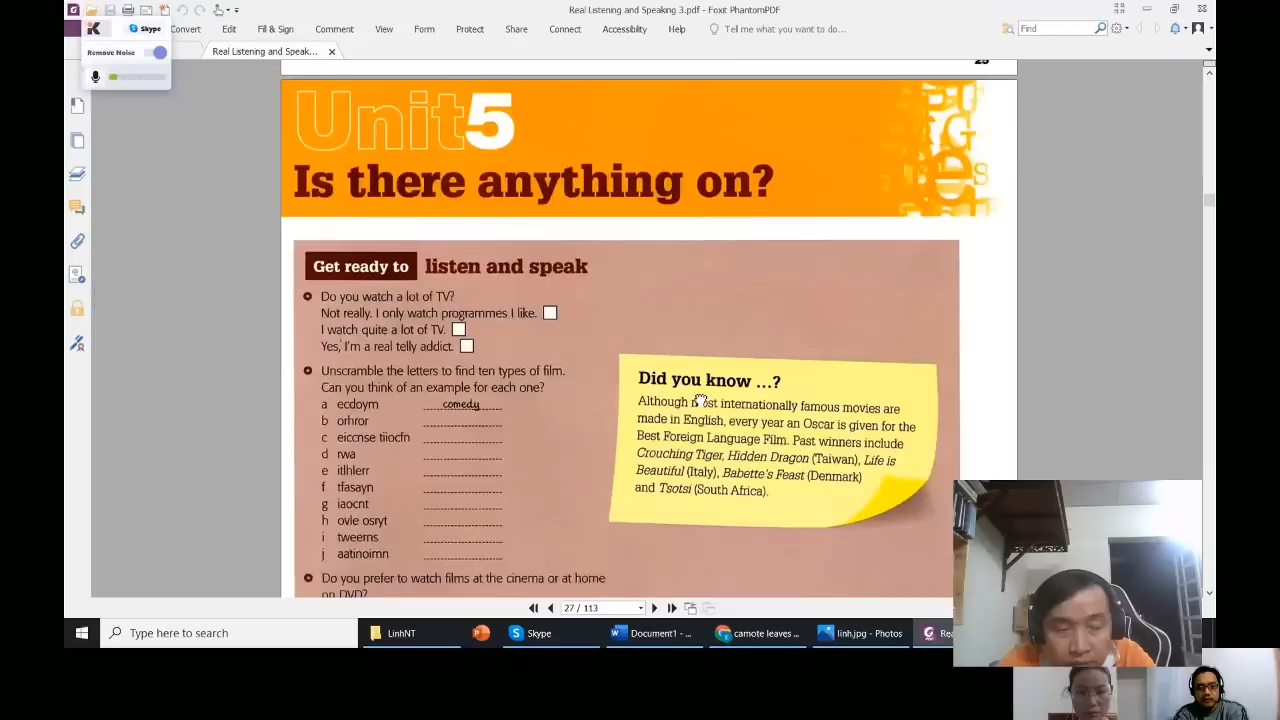 Real Listening and Speaking 3.pdf - Foxit PhantomPDF
Skype
Convert Edit Fill & Sign Comment View Form Protect Share Connect Accessibility Help Tell me what you want to do... Find
Remove Noise
Real Listening and Speak...
25
Unit5
Is there anything on?
Get ready to listen and speak
Do you watch a lot of TV?
Not really. I only watch programmes I like.
I watch quite a lot of TV.
Yes, I'm a real telly addict.
Unscramble the letters to find ten types of film.
Can you think of an example for each one?
a ecdoym comedy
b orhror
c eiccnse tiiocfn
d rwa
e itlhlerr
f tfasayn
g iaocnt
h ovle osryt
i tweerns
j aatinoimn
Do you prefer to watch films at the cinema or at home
on DVD?
Did you know ...?
Although most internationally famous movies are
made in English, every year an Oscar is given for the
Best Foreign Language Film. Past winners include
Crouching Tiger, Hidden Dragon (Taiwan), Life is
Beautiful (Italy), Babette's Feast (Denmark)
and Tsotsi (South Africa).
27 / 113
Type here to search
LinhNT
Skype
Document1 - ...
camote leaves ...
linh.jpg - Photos